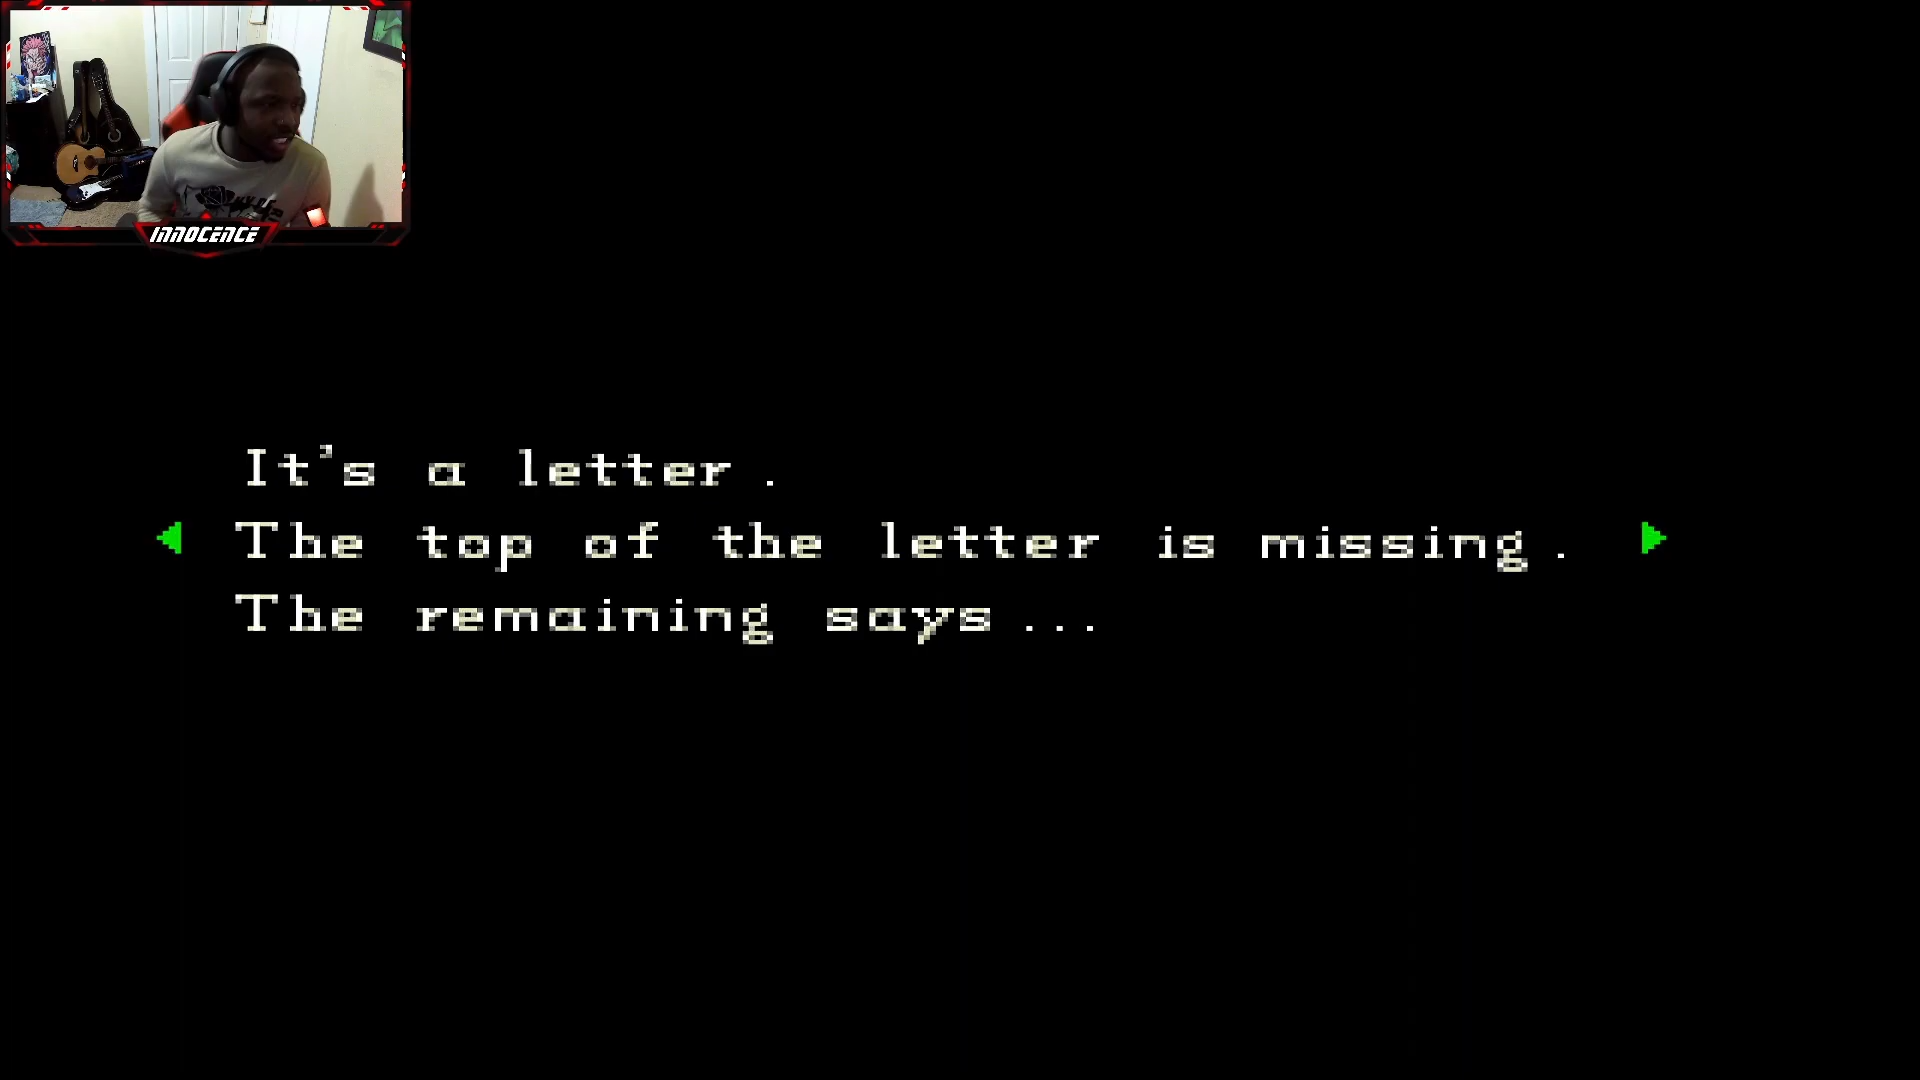 INNOCENCE
It's a letter.
The top of the letter is missing.
The remaining says...